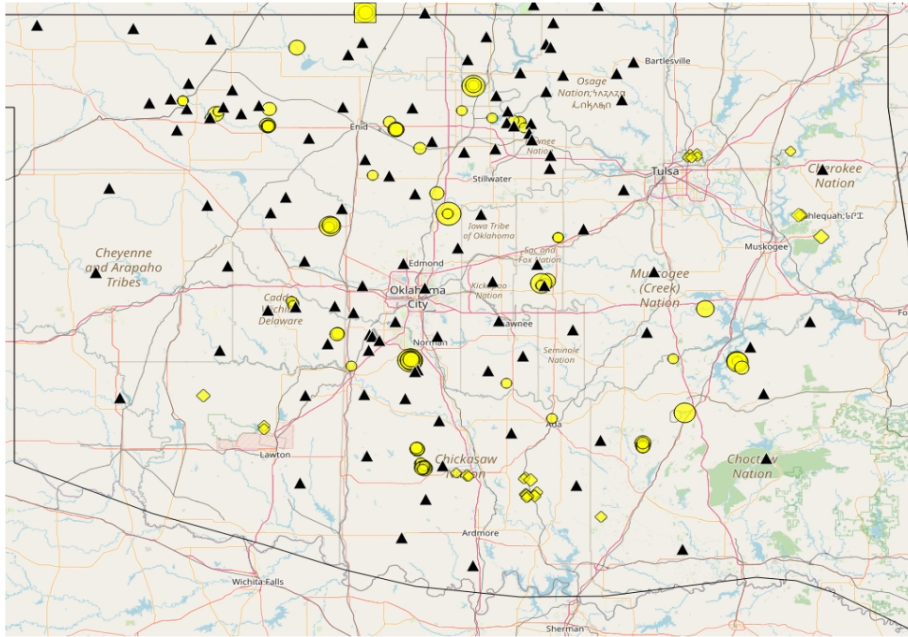 Bartlesville
Osage
Nation;
Enid
Nation
Stillwater
Tulsa
Cherokee
Nation
Iowa Tribe
of Oklahoma
Muskogee
Cheyenne
and Arapaho
Tribes
Sac and
Fox Nation
Edmond
Muskogee
(Creek)
Nation
Kickapoo
Nation
Oklahoma
City
Delaware
Norman
Seminole
Nation
Ada
Lawton
Chickasaw
Choctaw
Nation
Ardmore
Wichita Falls
Sherman